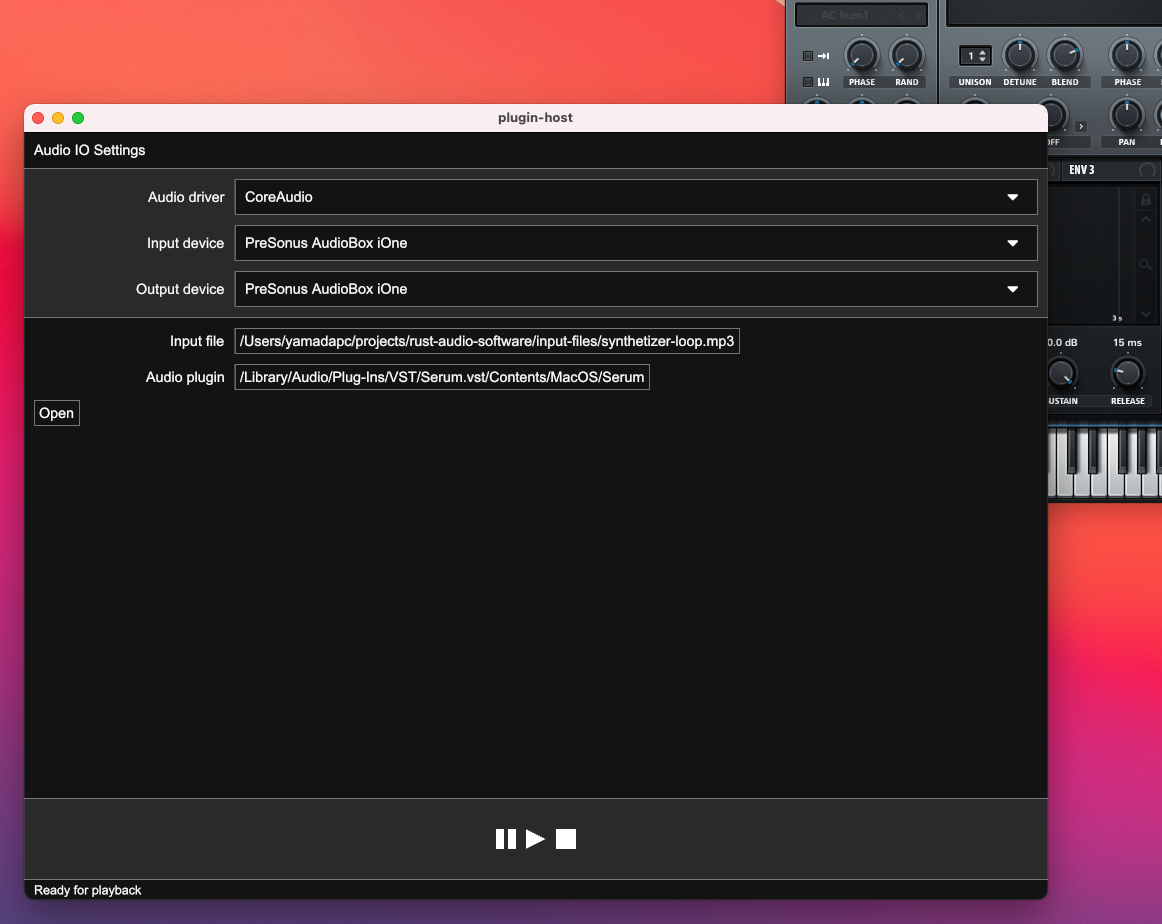 AC hum1
1
PHASE RAND UNISON DETUNE BLEND PHASE
plugin-host
OFF PAN
Audio IO Settings
ENV 3
Audio driver CoreAudio
Input device PreSonus AudioBox iOne
Output device PreSonus AudioBox iOne
3 s
Input file /Users/yamadapc/projects/rust-audio-software/input-files/synthetizer-loop.mp3
0.0 dB 15 ms
Audio plugin /Library/Audio/Plug-Ins/VST/Serum.vst/Contents/MacOS/Serum
USTAIN RELEASE
Open
Ready for playback